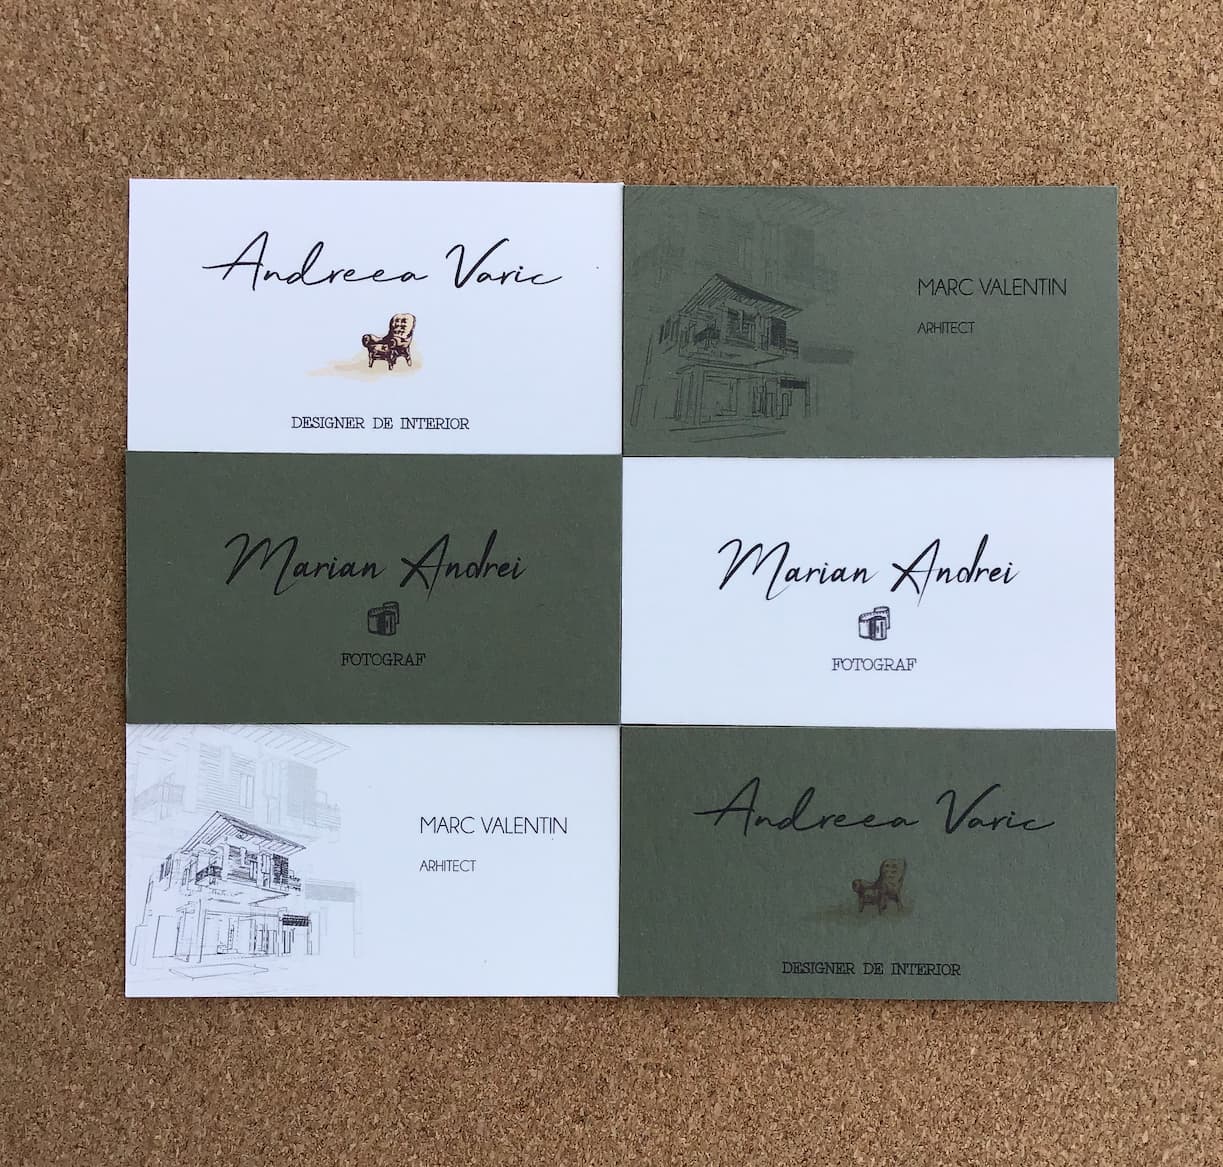 Andreea Varic
DESIGNER DE INTERIOR
MARC VALENTIN
ARHITECT
Marian Andrei
FOTOGRAF
Marian Andrei
FOTOGRAF
MARC VALENTIN
ARHITECT
Andreea Varic
DESIGNER DE INTERIOR